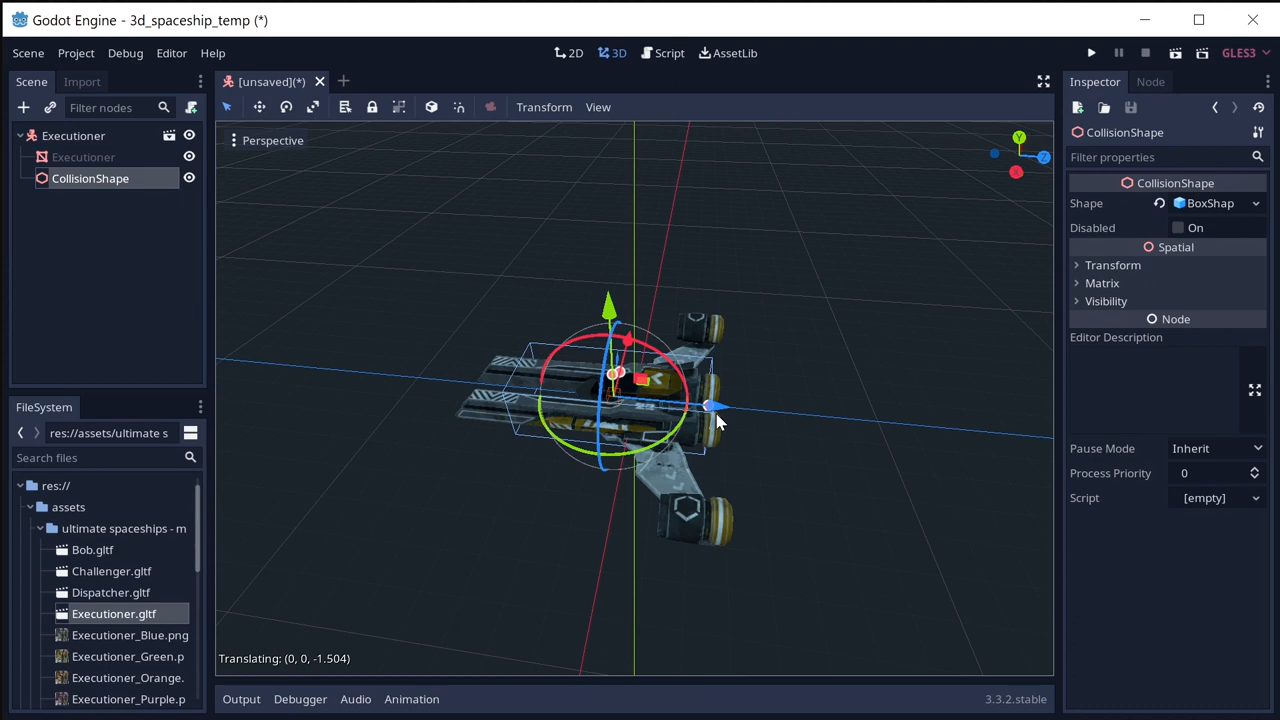 Godot Engine - 3d_spaceship_temp (*)
Scene Project Debug Editor Help
2D 3D Script AssetLib
GLES3
Scene Import
Filter nodes
Executioner
Executioner
CollisionShape
FileSystem
res://assets/ultimate s
Search files
res://
assets
ultimate spaceships - m
Bob.gltf
Challenger.gltf
Dispatcher.gltf
Executioner.gltf
Executioner_Blue.png
Executioner_Green.p
Executioner_Orange.
Executioner_Purple.p
[unsaved](*)
Transform View
Perspective
Y
Z
X
Translating: (0, 0, -1.504)
Output Debugger Audio Animation 3.3.2.stable
Inspector Node
CollisionShape
Filter properties
CollisionShape
Shape BoxShap
Disabled On
Spatial
Transform
Matrix
Visibility
Node
Editor Description
Pause Mode Inherit
Process Priority 0
Script [empty]